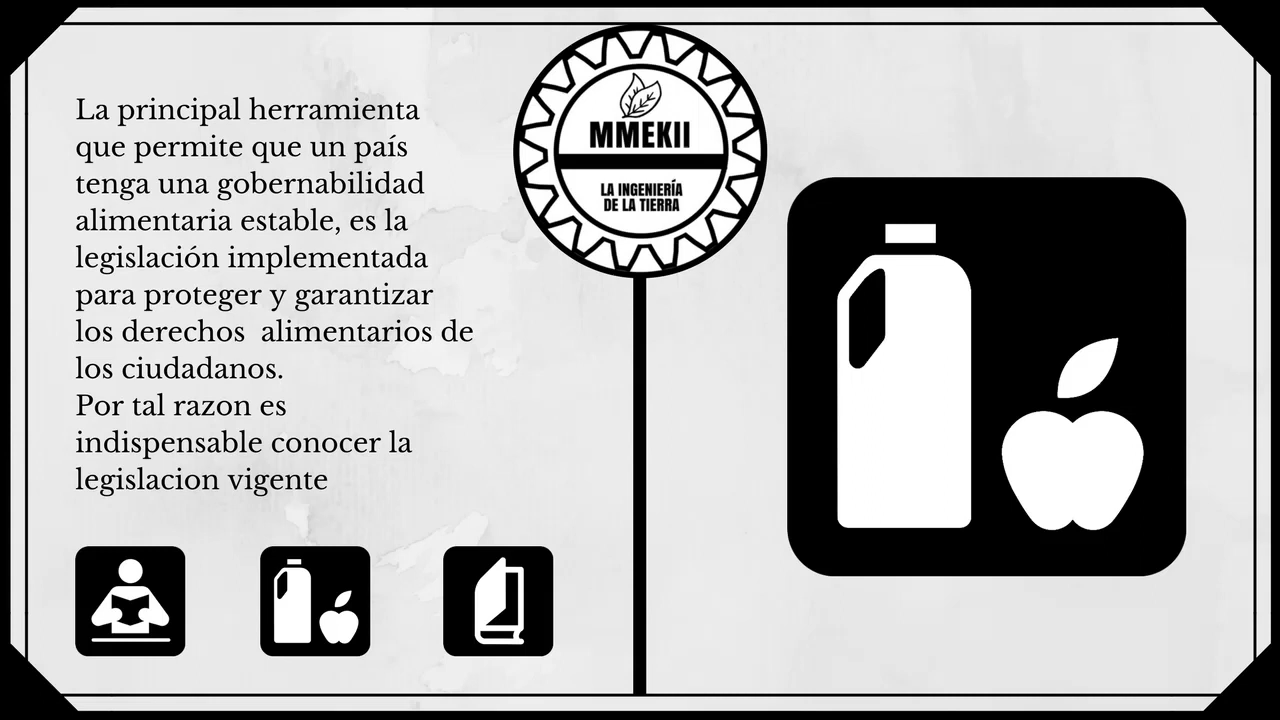 La principal herramienta
que permite que un país
tenga una gobernabilidad
alimentaria estable, es la
legislación implementada
para proteger y garantizar
los derechos  alimentarios de
los ciudadanos.
Por tal razon es
indispensable conocer la
legislacion vigente
MMEKII
LA INGENIERÍA
DE LA TIERRA